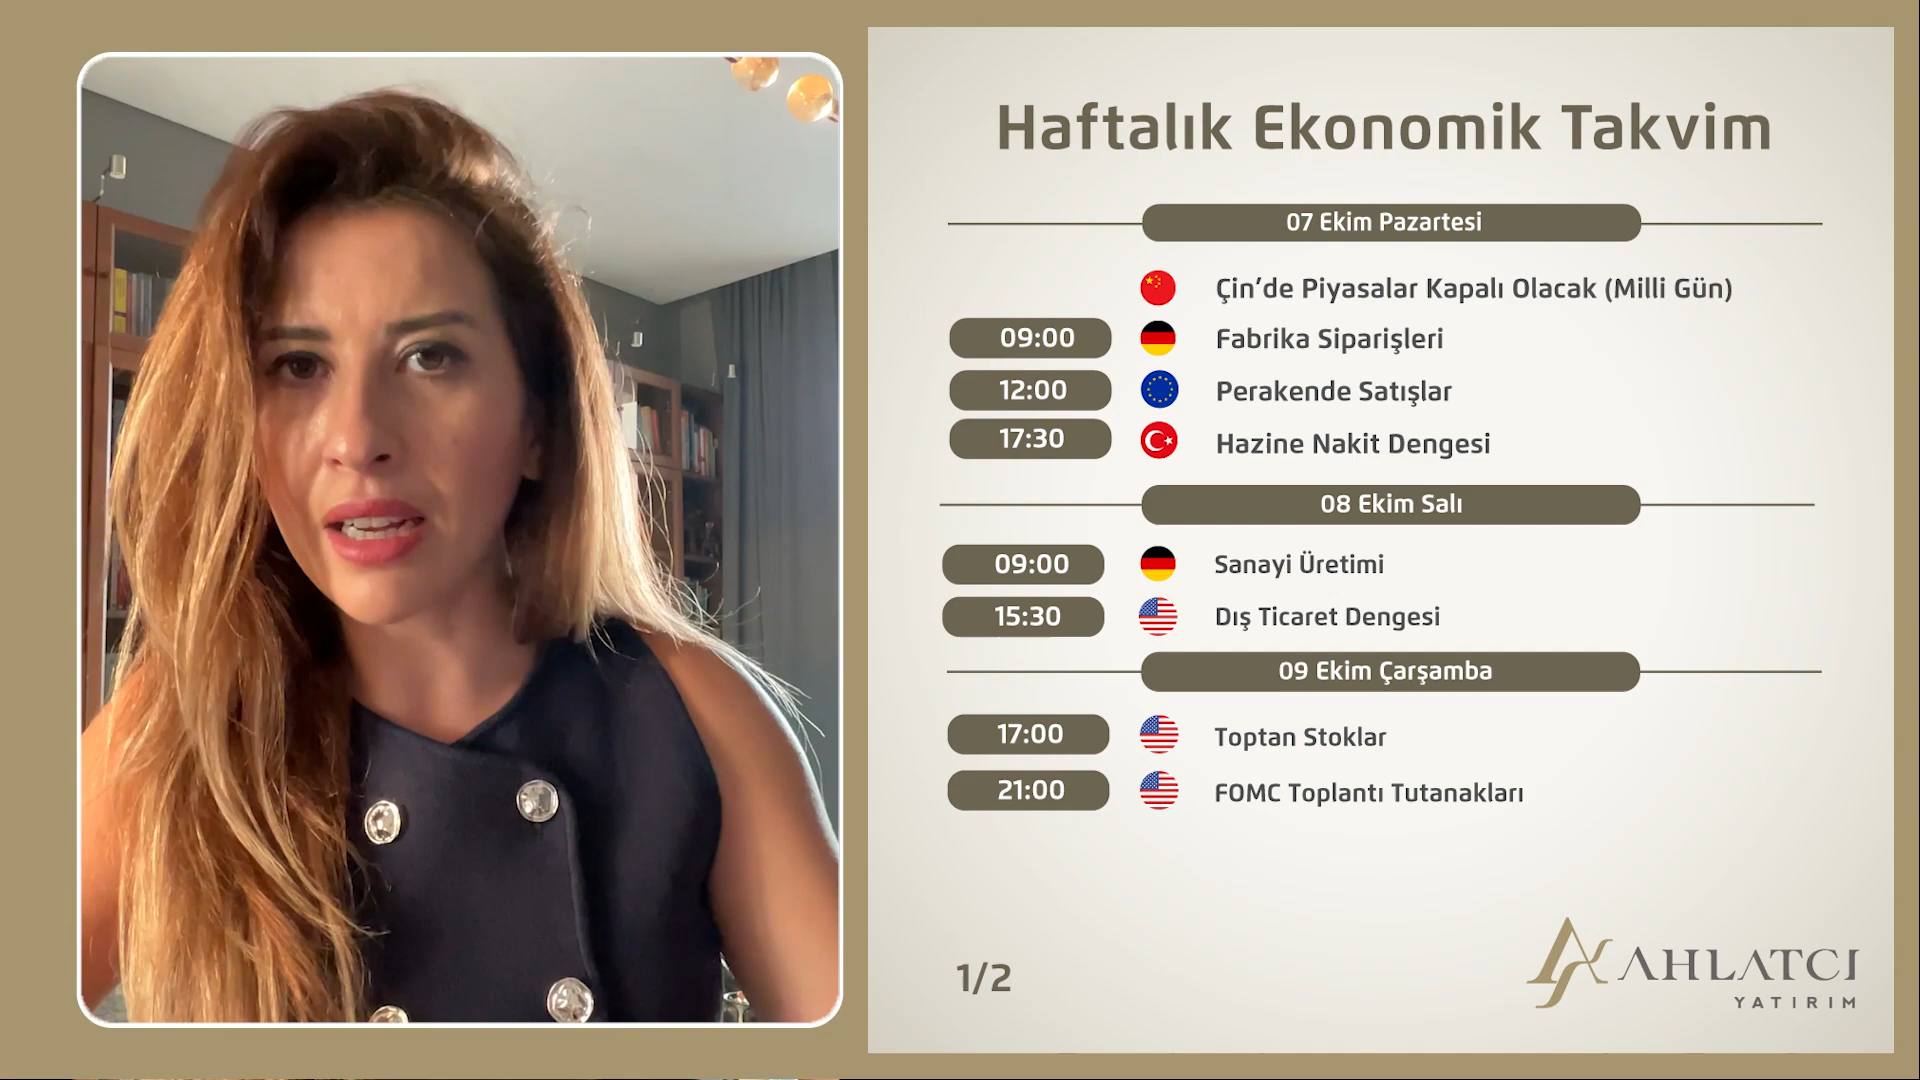 Haftalık Ekonomik Takvim
07 Ekim Pazartesi
Çin’de Piyasalar Kapalı Olacak (Milli Gün)
09:00 Fabrika Siparişleri
12:00 Perakende Satışlar
17:30 Hazine Nakit Dengesi
08 Ekim Salı
09:00 Sanayi Üretimi
15:30 Dış Ticaret Dengesi
09 Ekim Çarşamba
17:00 Toptan Stoklar
21:00 FOMC Toplantı Tutanakları
1/2
AHLATCI
YATIRIM